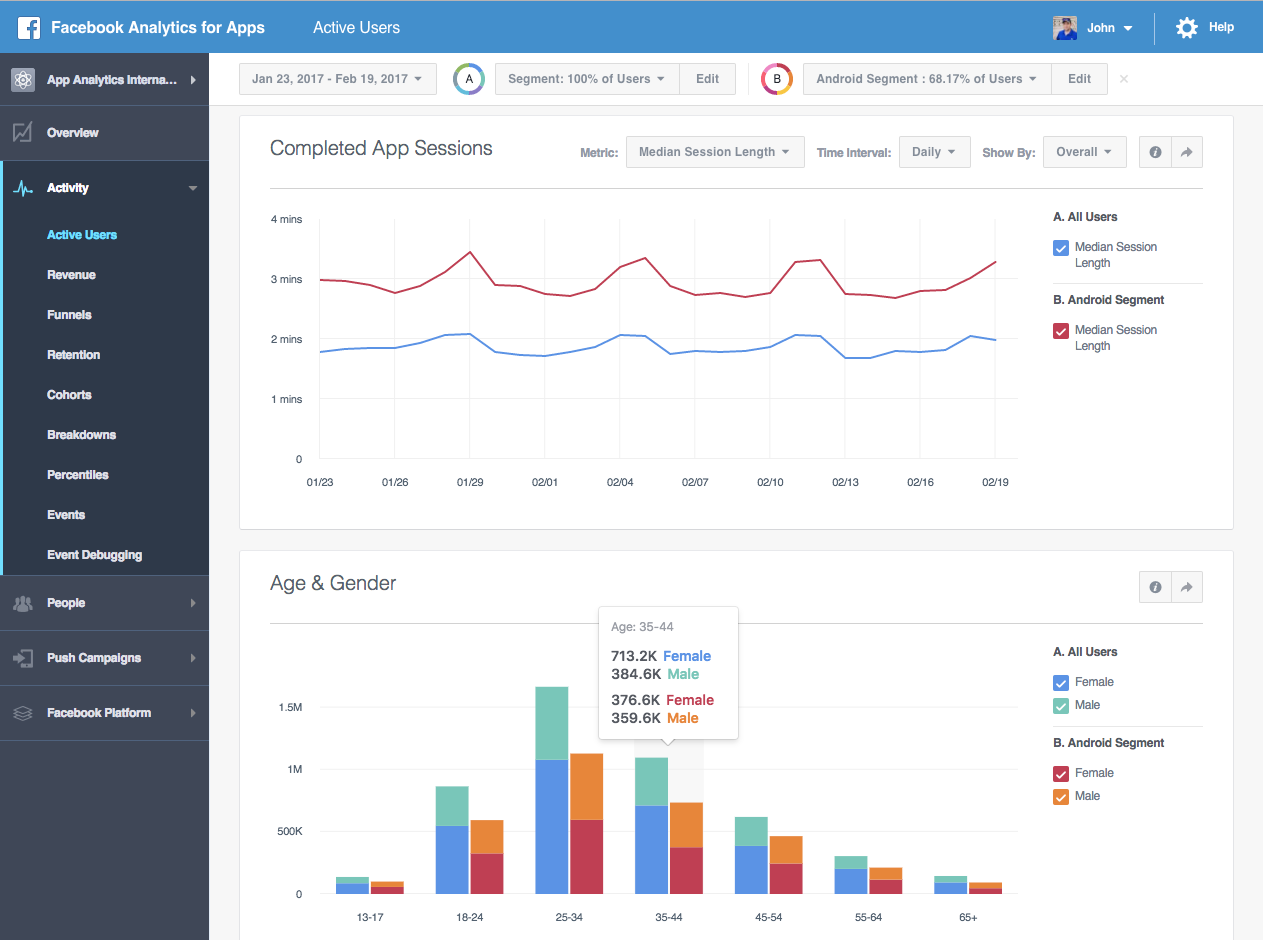 Facebook Analytics for Apps
Active Users
John
Help
App Analytics Interna...
Overview
Activity
Active Users
Revenue
Funnels
Retention
Cohorts
Breakdowns
Percentiles
Events
Event Debugging
People
Push Campaigns
Facebook Platform
Jan 23, 2017 - Feb 19, 2017
A
Segment: 100% of Users
Edit
B
Android Segment : 68.17% of Users
Edit
Completed App Sessions
Metric:
Median Session Length
Time Interval:
Daily
Show By:
Overall
4 mins
3 mins
2 mins
1 mins
0
01/23
01/26
01/29
02/01
02/04
02/07
02/10
02/13
02/16
02/19
A. All Users
Median Session
Length
B. Android Segment
Median Session
Length
Age & Gender
Age: 35-44
713.2K Female
384.6K Male
376.6K Female
359.6K Male
1.5M
1M
500K
0
13-17
18-24
25-34
35-44
45-54
55-64
65+
A. All Users
Female
Male
B. Android Segment
Female
Male